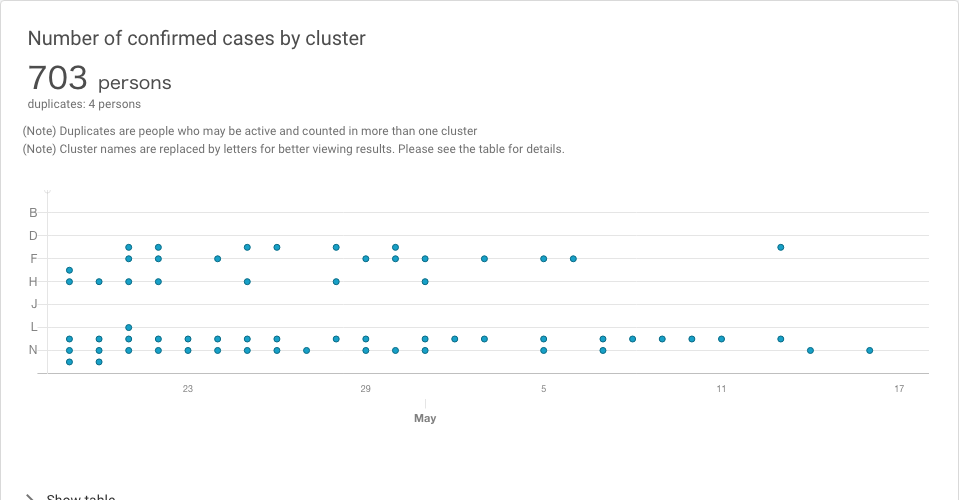 Number of confirmed cases by cluster
703 persons
duplicates: 4 persons
(Note) Duplicates are people who may be active and counted in more than one cluster
(Note) Cluster names are replaced by letters for better viewing results. Please see the table for details.
B
D
F
H
J
L
N
23 29 5 11 17
May
Show table